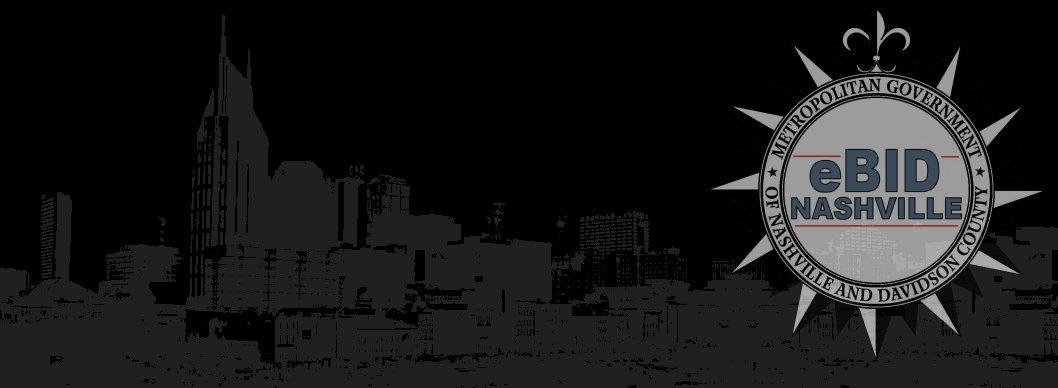 METROPOLITAN GOVERNMENT
eBID
NASHVILLE
★ OF NASHVILLE AND DAVIDSON COUNTY ★